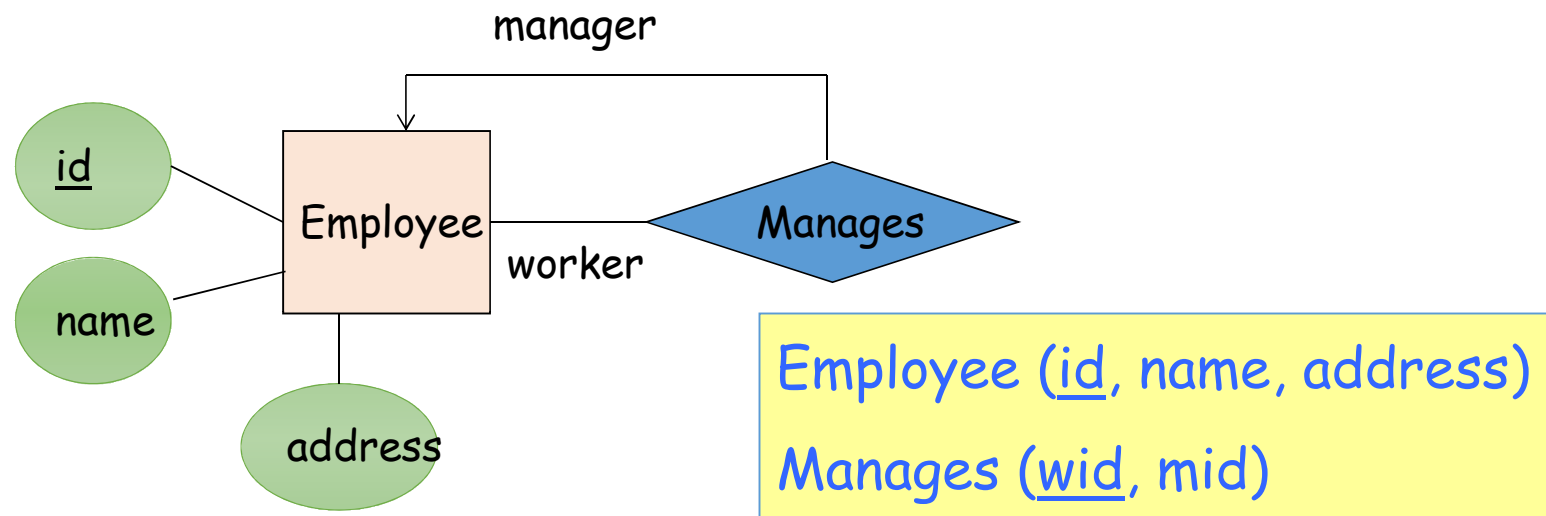 manager
id
Employee
Manages
worker
name
address
Employee (id, name, address)
Manages (wid, mid)